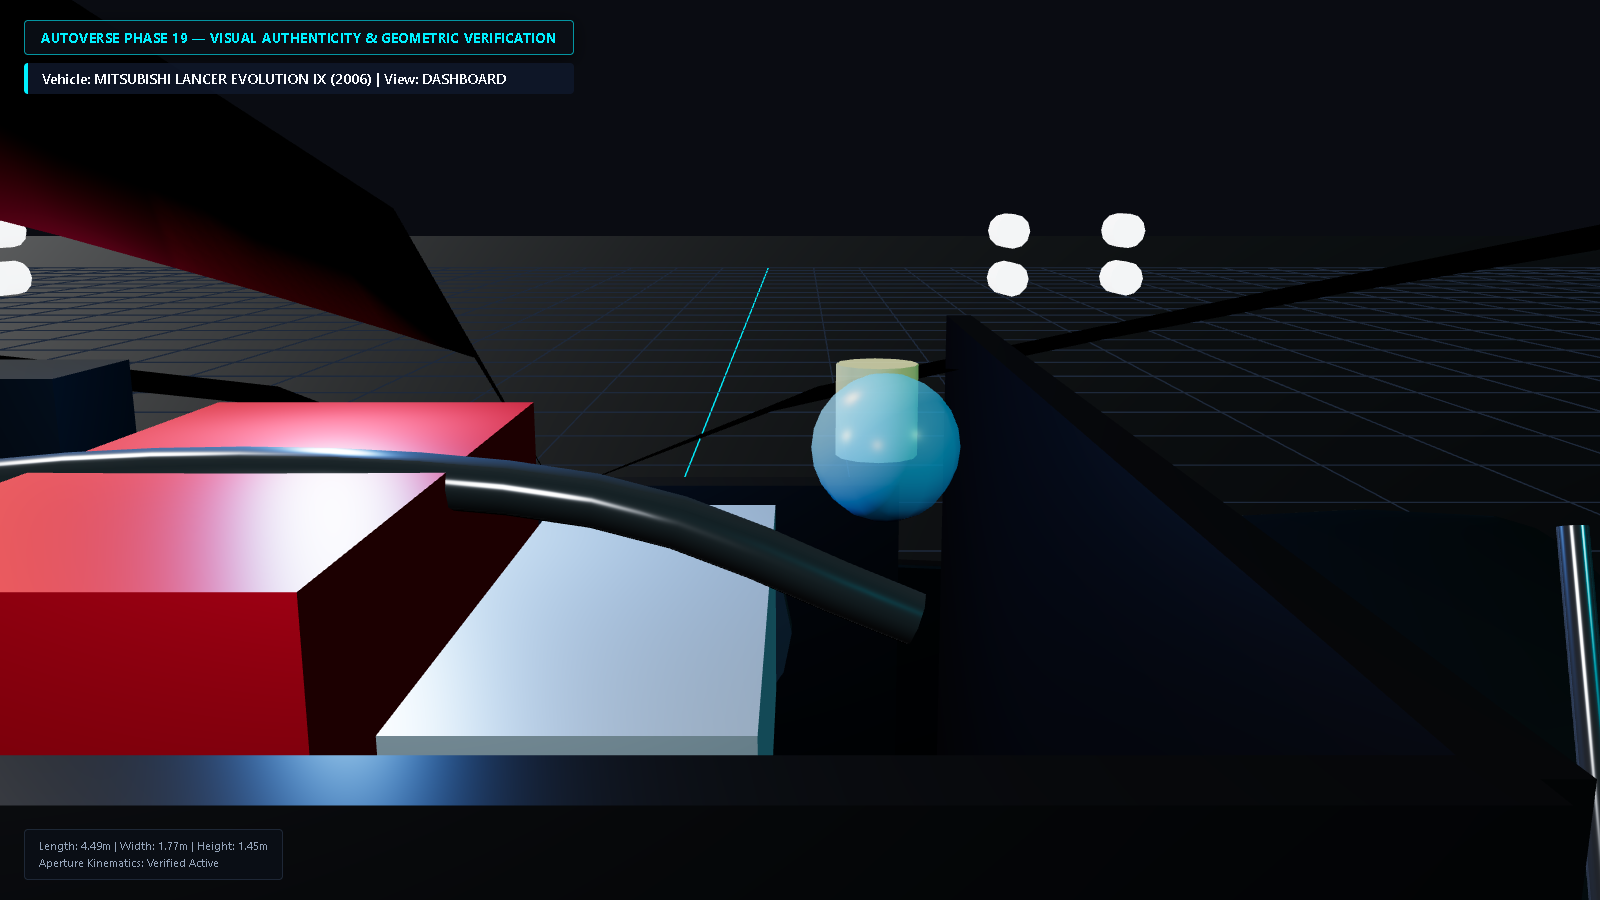 AUTOVERSE PHASE 19 — VISUAL AUTHENTICITY & GEOMETRIC VERIFICATION
Vehicle: MITSUBISHI LANCER EVOLUTION IX (2006) | View: DASHBOARD
Length: 4.49m | Width: 1.77m | Height: 1.45m
Aperture Kinematics: Verified Active